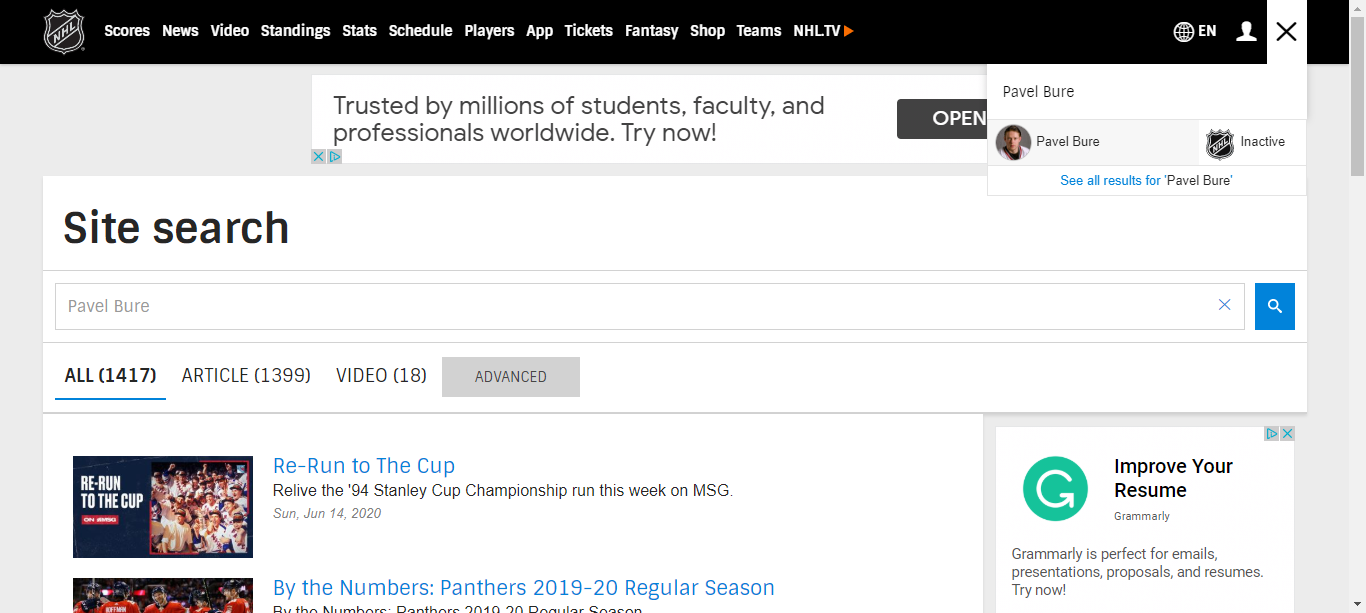 NHL
Scores News Video Standings Stats Schedule Players App Tickets Fantasy Shop Teams NHL.TV
EN
Trusted by millions of students, faculty, and
professionals worldwide. Try now!
OPEN
Pavel Bure
Pavel Bure
NHL
Inactive
See all results for 'Pavel Bure'
Site search
Pavel Bure
ALL (1417) ARTICLE (1399) VIDEO (18) ADVANCED
RE-RUN
TO THE CUP
ON MSG
Re-Run to The Cup
Relive the '94 Stanley Cup Championship run this week on MSG.
Sun, Jun 14, 2020
HOFFMAN
By the Numbers: Panthers 2019-20 Regular Season
By the Numbers: Panthers 2019-20 Regular Season
Improve Your
Resume
Grammarly
Grammarly is perfect for emails,
presentations, proposals, and resumes.
Try now!